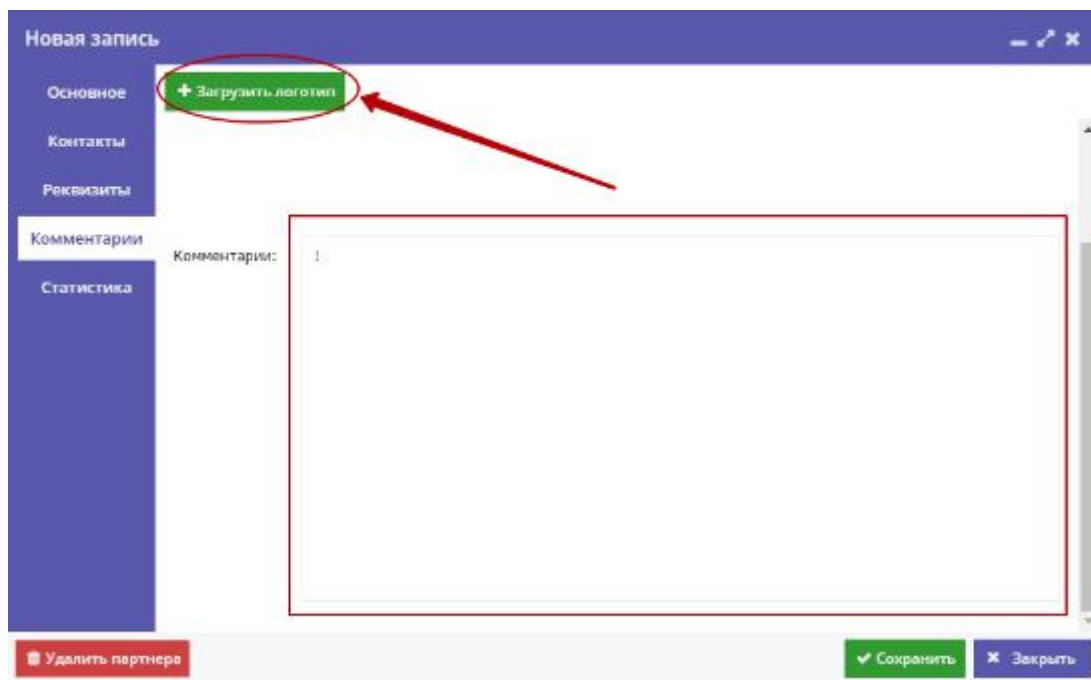 Новая запись
Основное
Загрузить логотип
Контакты
Реквизиты
Комментарии
Комментарии:
Статистика
Удалить партнера
Сохранить
Закрыть